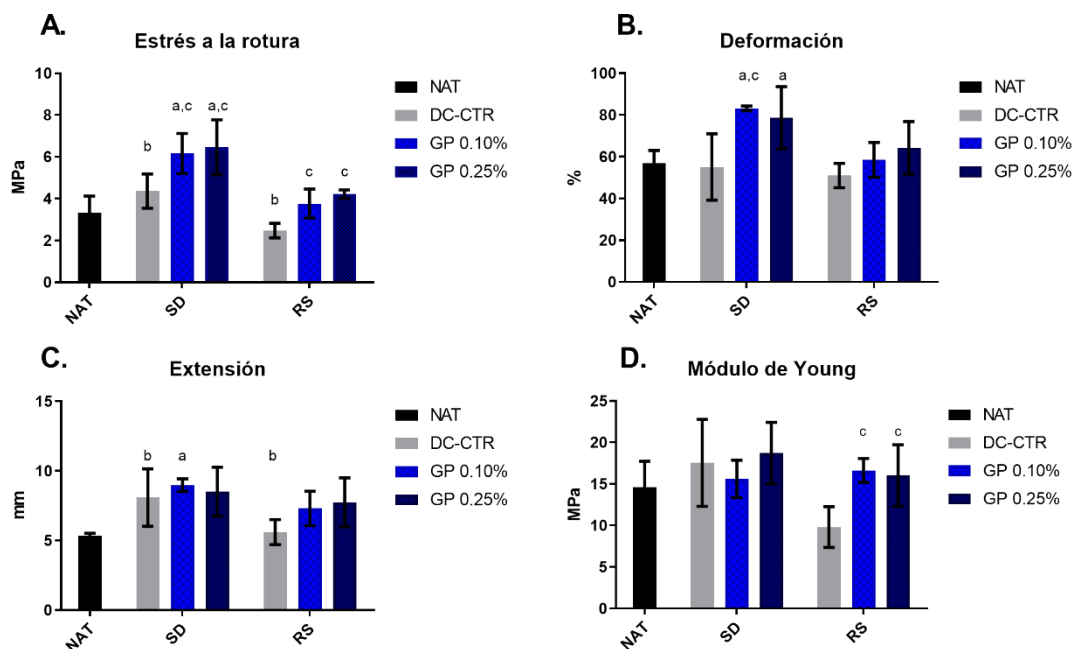 A.
Estrés a la rotura
10
8
6
4
2
0
MPa
b
a,c
a,c
b
c
c
NAT
SD
RS
NAT
DC-CTR
GP 0.10%
GP 0.25%
B.
Deformación
100
80
60
40
20
0
%
a,c
a
NAT
SD
RS
NAT
DC-CTR
GP 0.10%
GP 0.25%
C.
Extensión
15
10
5
0
mm
b
a
b
NAT
SD
RS
NAT
DC-CTR
GP 0.10%
GP 0.25%
D.
Módulo de Young
25
20
15
10
5
0
MPa
c
c
NAT
SD
RS
NAT
DC-CTR
GP 0.10%
GP 0.25%